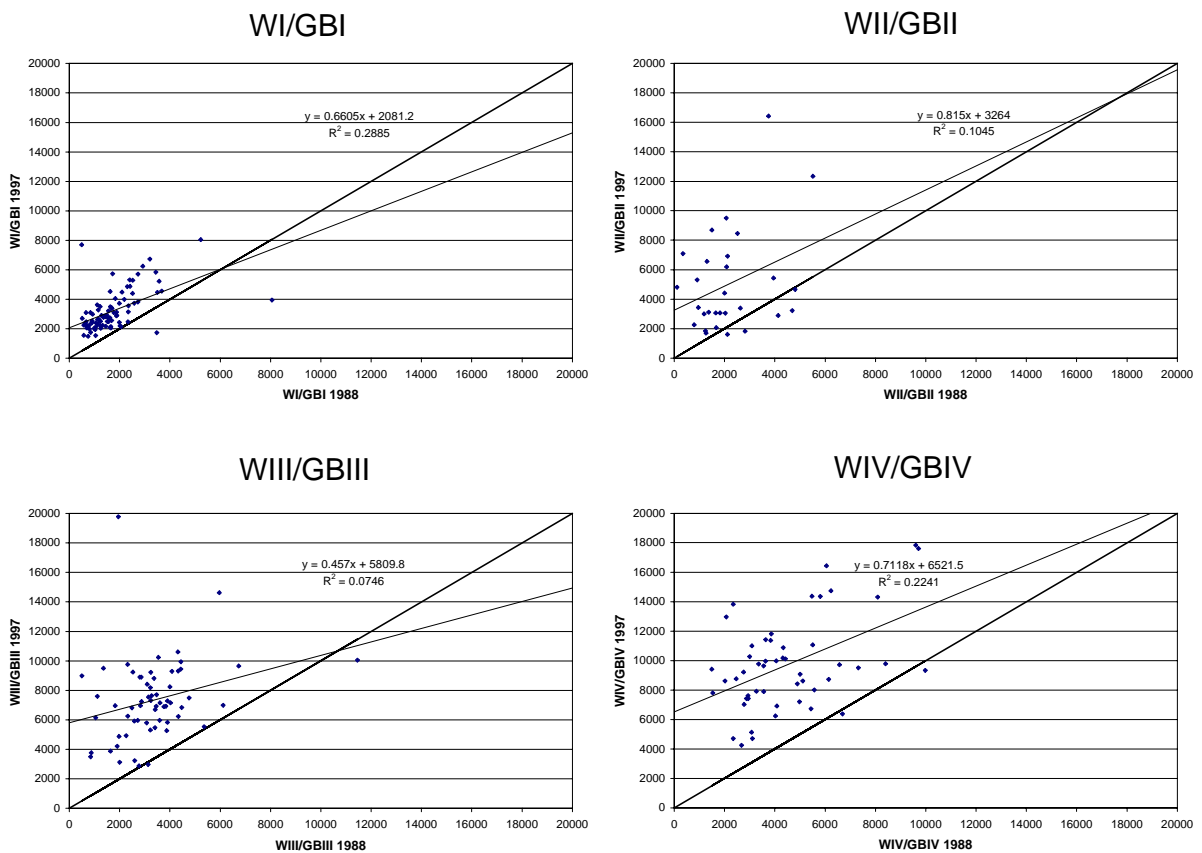 WI/GBI
WI/GBI 1997
20000
18000
16000
14000
12000
10000
8000
6000
4000
2000
0
y = 0.6605x + 2081.2
R² = 0.2885
0 2000 4000 6000 8000 10000 12000 14000 16000 18000 20000
WI/GBI 1988
WII/GBII
WII/GBII 1997
20000
18000
16000
14000
12000
10000
8000
6000
4000
2000
0
y = 0.815x + 3264
R² = 0.1045
0 2000 4000 6000 8000 10000 12000 14000 16000 18000 20000
WII/GBII 1988
WIII/GBIII
WIII/GBIII 1997
20000
18000
16000
14000
12000
10000
8000
6000
4000
2000
0
y = 0.457x + 5809.8
R² = 0.0746
0 2000 4000 6000 8000 10000 12000 14000 16000 18000 20000
WIII/GBIII 1988
WIV/GBIV
WIV/GBIV 1997
20000
18000
16000
14000
12000
10000
8000
6000
4000
2000
0
y = 0.7118x + 6521.5
R² = 0.2241
0 2000 4000 6000 8000 10000 12000 14000 16000 18000 20000
WIV/GBIV 1988